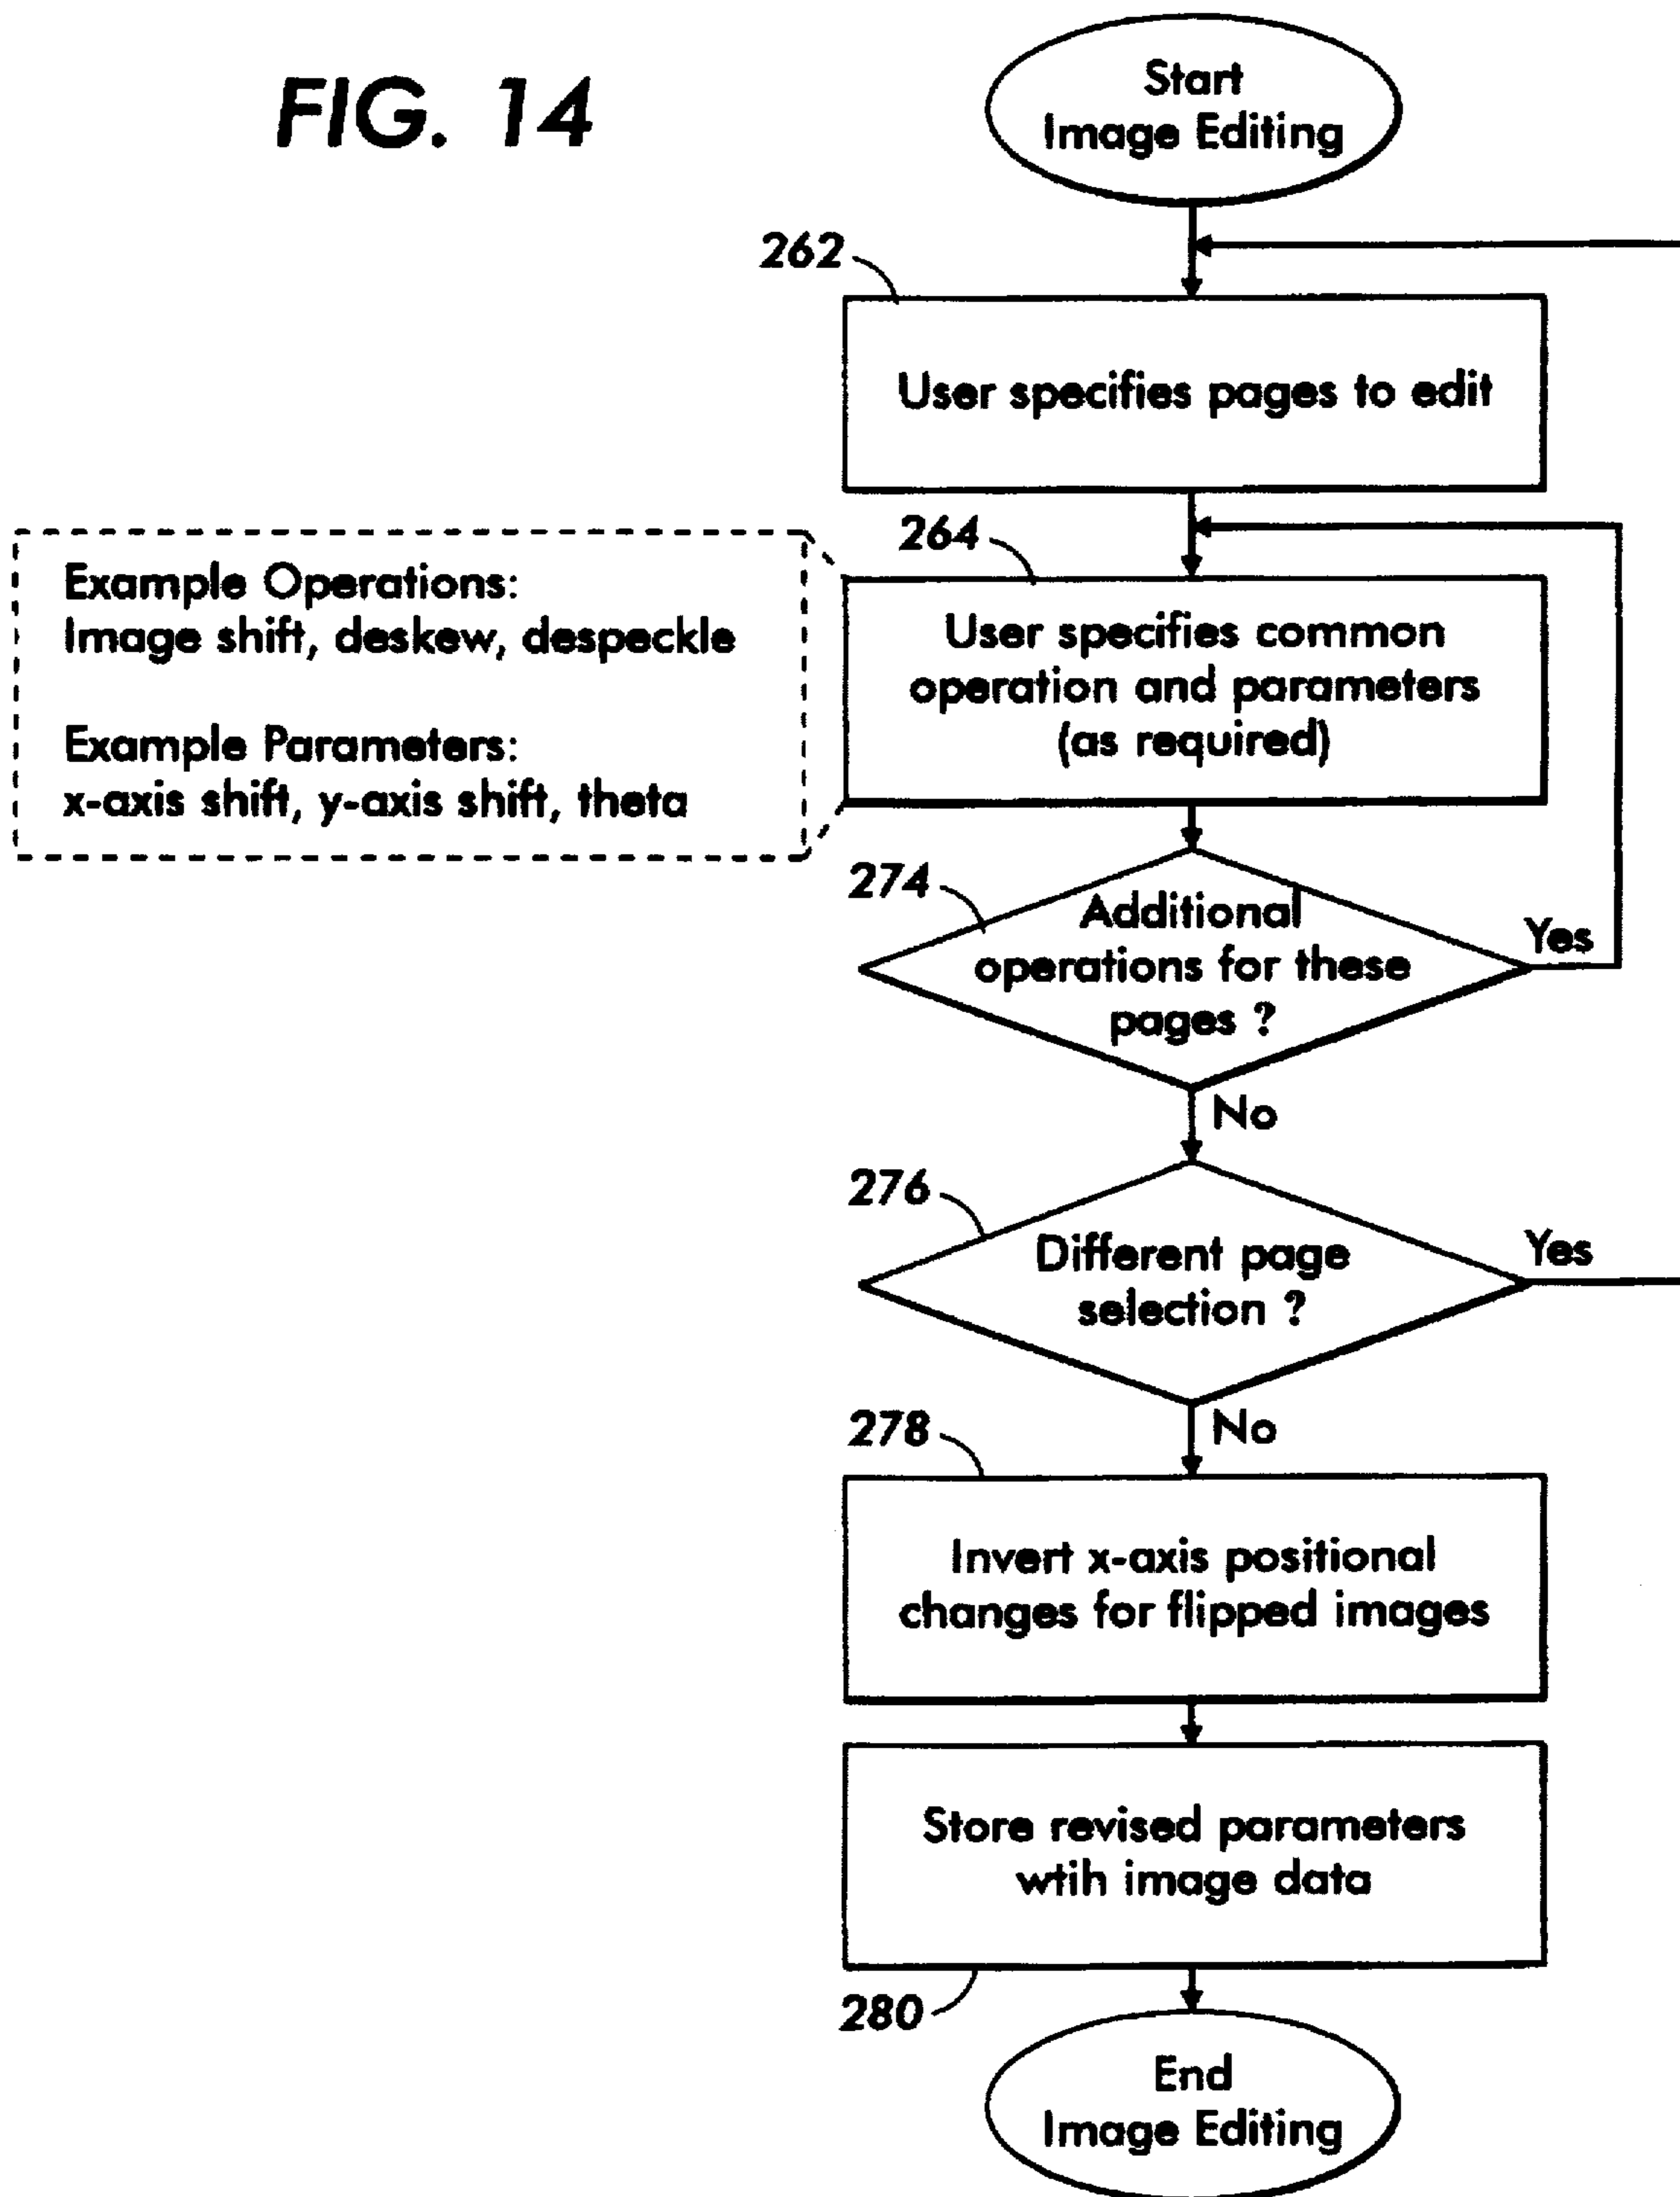 FIG. 14
Start
Image Editing
262
User specifies pages to edit
264
Example Operations:
Image shift, deskew, despeckle
Example Parameters:
x-axis shift, y-axis shift, theta
User specifies common
operation and parameters
(as required)
274
Additional
operations for these
pages ?
Yes
No
276
Different page
selection ?
Yes
No
278
Invert x-axis positional
changes for flipped images
Store revised parameters
wtih image data
280
End
Image Editing